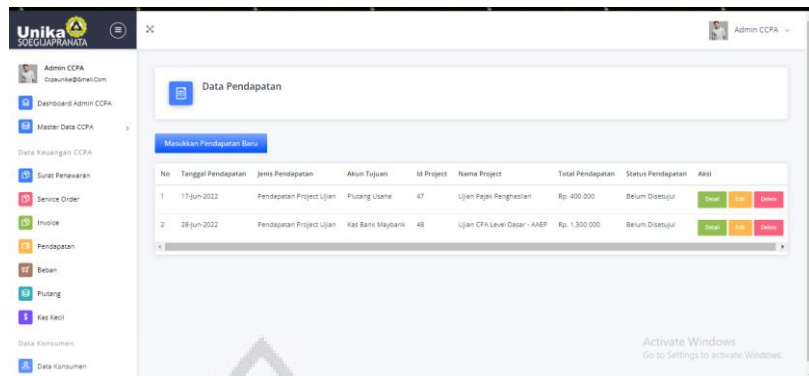 Unika
SOEGIJAPRANATA
Admin CCPA
Admin CCPA
Ccpaunika@Gmail.Com
Dashboard Admin CCPA
Master Data CCPA
Data Keuangan CCPA
Surat Penawaran
Service Order
Invoice
Pendapatan
Beban
Piutang
Kas Kecil
Data Konsumen
Data Konsumen
Data Pendapatan
Masukkan Pendapatan Baru
No Tanggal Pendapatan Jenis Pendapatan Akun Tujuan Id Project Nama Project Total Pendapatan Status Pendapatan Aksi
1 17-Jun-2022 Pendapatan Project Ujian Piutang Usaha 47 Ujian Pajak Penghasilan Rp. 400.000 Belum Disetujui Detail Edit Delete
2 28-Jun-2022 Pendapatan Project Ujian Kas Bank Maybank 48 Ujian CPA Level Dasar - AAEP Rp. 1.300.000 Belum Disetujui Detail Edit Delete
Activate Windows
Go to Settings to activate Windows.